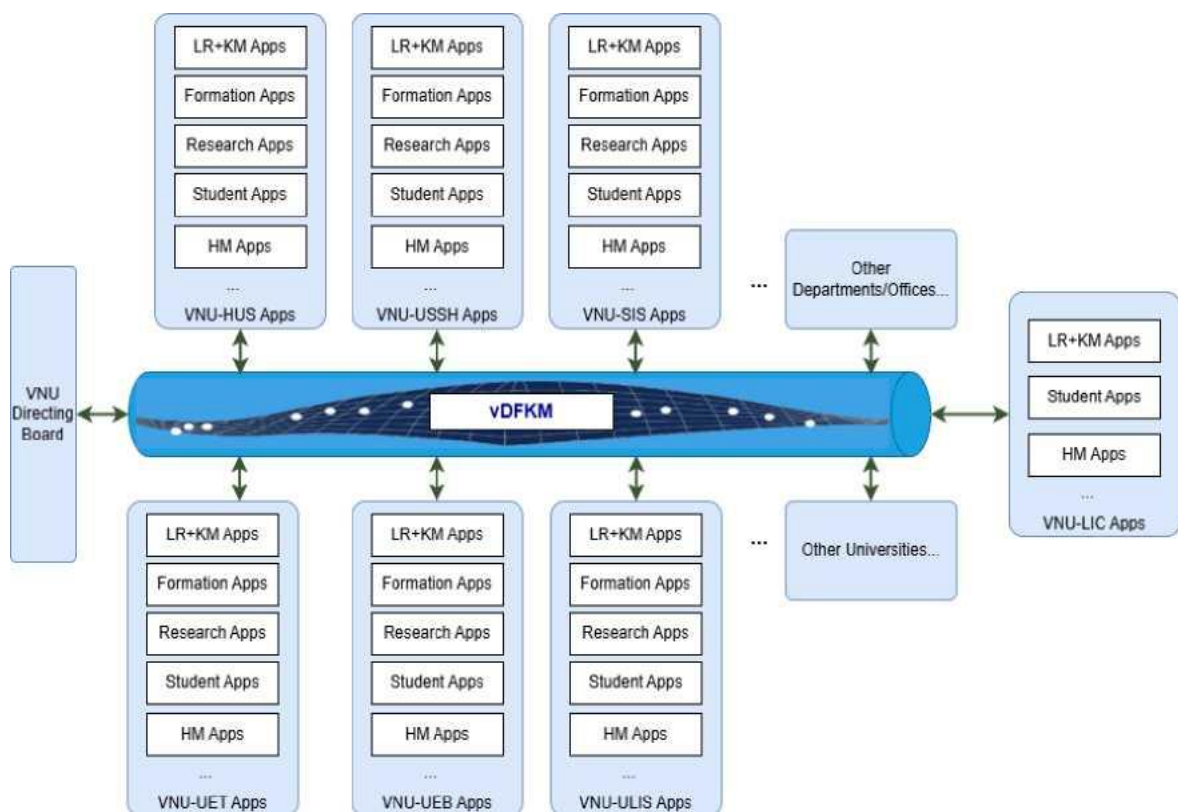 LR+KM Apps
Formation Apps
Research Apps
Student Apps
HM Apps
...
VNU-HUS Apps
LR+KM Apps
Formation Apps
Research Apps
Student Apps
HM Apps
...
VNU-USSH Apps
LR+KM Apps
Formation Apps
Research Apps
Student Apps
HM Apps
...
VNU-SIS Apps
...
Other
Departments/Offices...
VNU
Directing
Board
vDFKM
LR+KM Apps
Student Apps
HM Apps
...
VNU-LIC Apps
LR+KM Apps
Formation Apps
Research Apps
Student Apps
HM Apps
...
VNU-UET Apps
LR+KM Apps
Formation Apps
Research Apps
Student Apps
HM Apps
...
VNU-UEB Apps
LR+KM Apps
Formation Apps
Research Apps
Student Apps
HM Apps
...
VNU-ULIS Apps
...
Other Universities...